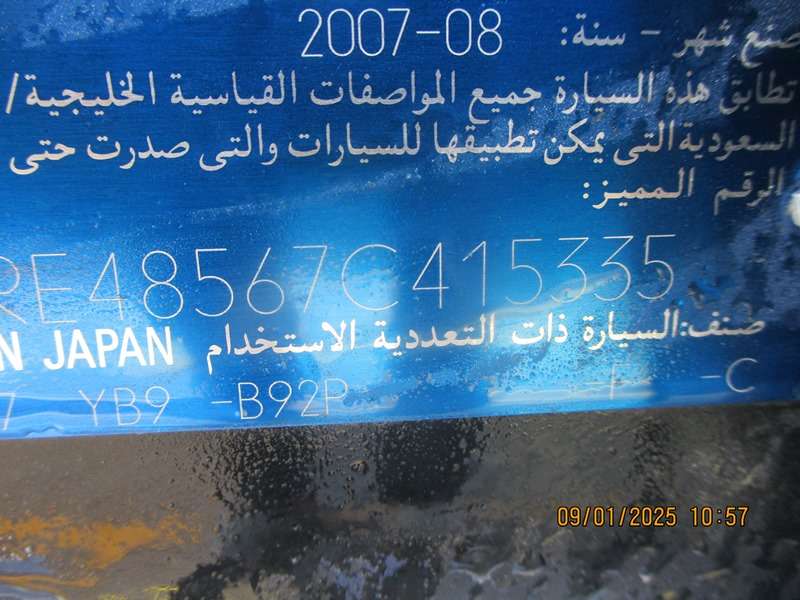 صنع شهر - سنة: 2007-08
تطابق هذه السيارة جميع المواصفات القياسية الخليجية/
السعودية التى يمكن تطبيقها للسيارات والتى صدرت حتى
الرقم المميز:
RE48567C415335
صنف: السيارة ذات التعددية الاستخدام
N JAPAN
7 YB9 -B92P -C
09/01/2025 10:57